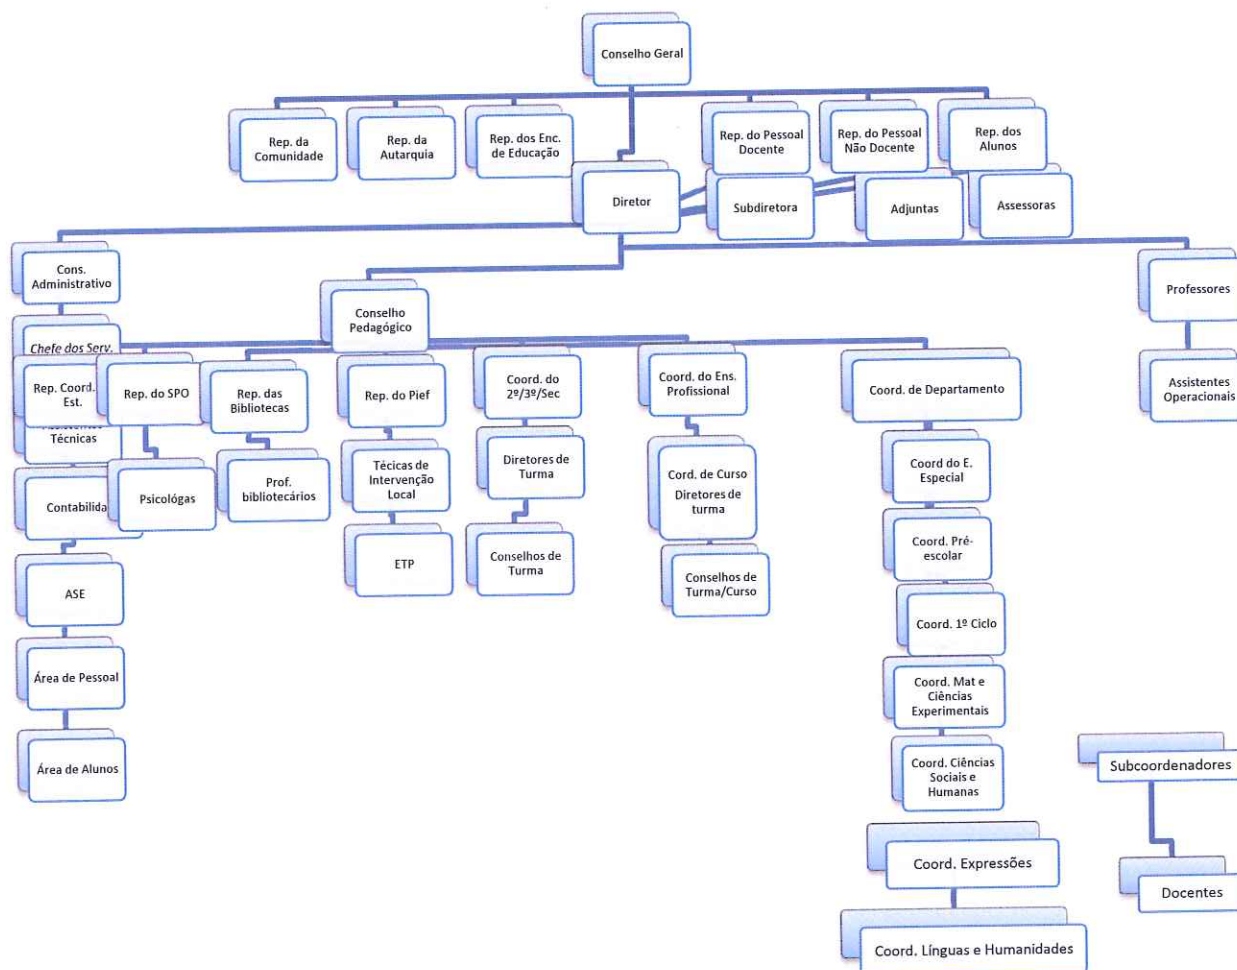 Conselho Geral
Rep. da
Comunidade
Rep. da
Autarquia
Rep. dos Enc.
de Educação
Rep. do Pessoal
Docente
Rep. do Pessoal
Não Docente
Rep. dos
Alunos
Diretor
Subdiretora
Adjuntas
Assessoras
Cons.
Administrativo
Conselho
Pedagógico
Professores
Chefe dos Serv.
Rep. Coord.
Est.
Rep. do SPO
Rep. das
Bibliotecas
Rep. do Pief
Coord. do
2º/3º/Sec
Coord. do Ens.
Profissional
Coord. de Departamento
Assistentes
Operacionais
Técnicas
Contabilida
Psicológas
Prof.
bibliotecários
Técicas de
Intervenção
Local
Diretores de
Turma
Cord. de Curso
Diretores de
turma
Coord do E.
Especial
ASE
ETP
Conselhos de
Turma
Conselhos de
Turma/Curso
Coord. Pré-
escolar
Coord. 1º Ciclo
Área de Pessoal
Coord. Mat e
Ciências
Experimentais
Área de Alunos
Coord. Ciências
Sociais e
Humanas
Subcoordenadores
Coord. Expressões
Docentes
Coord. Línguas e Humanidades